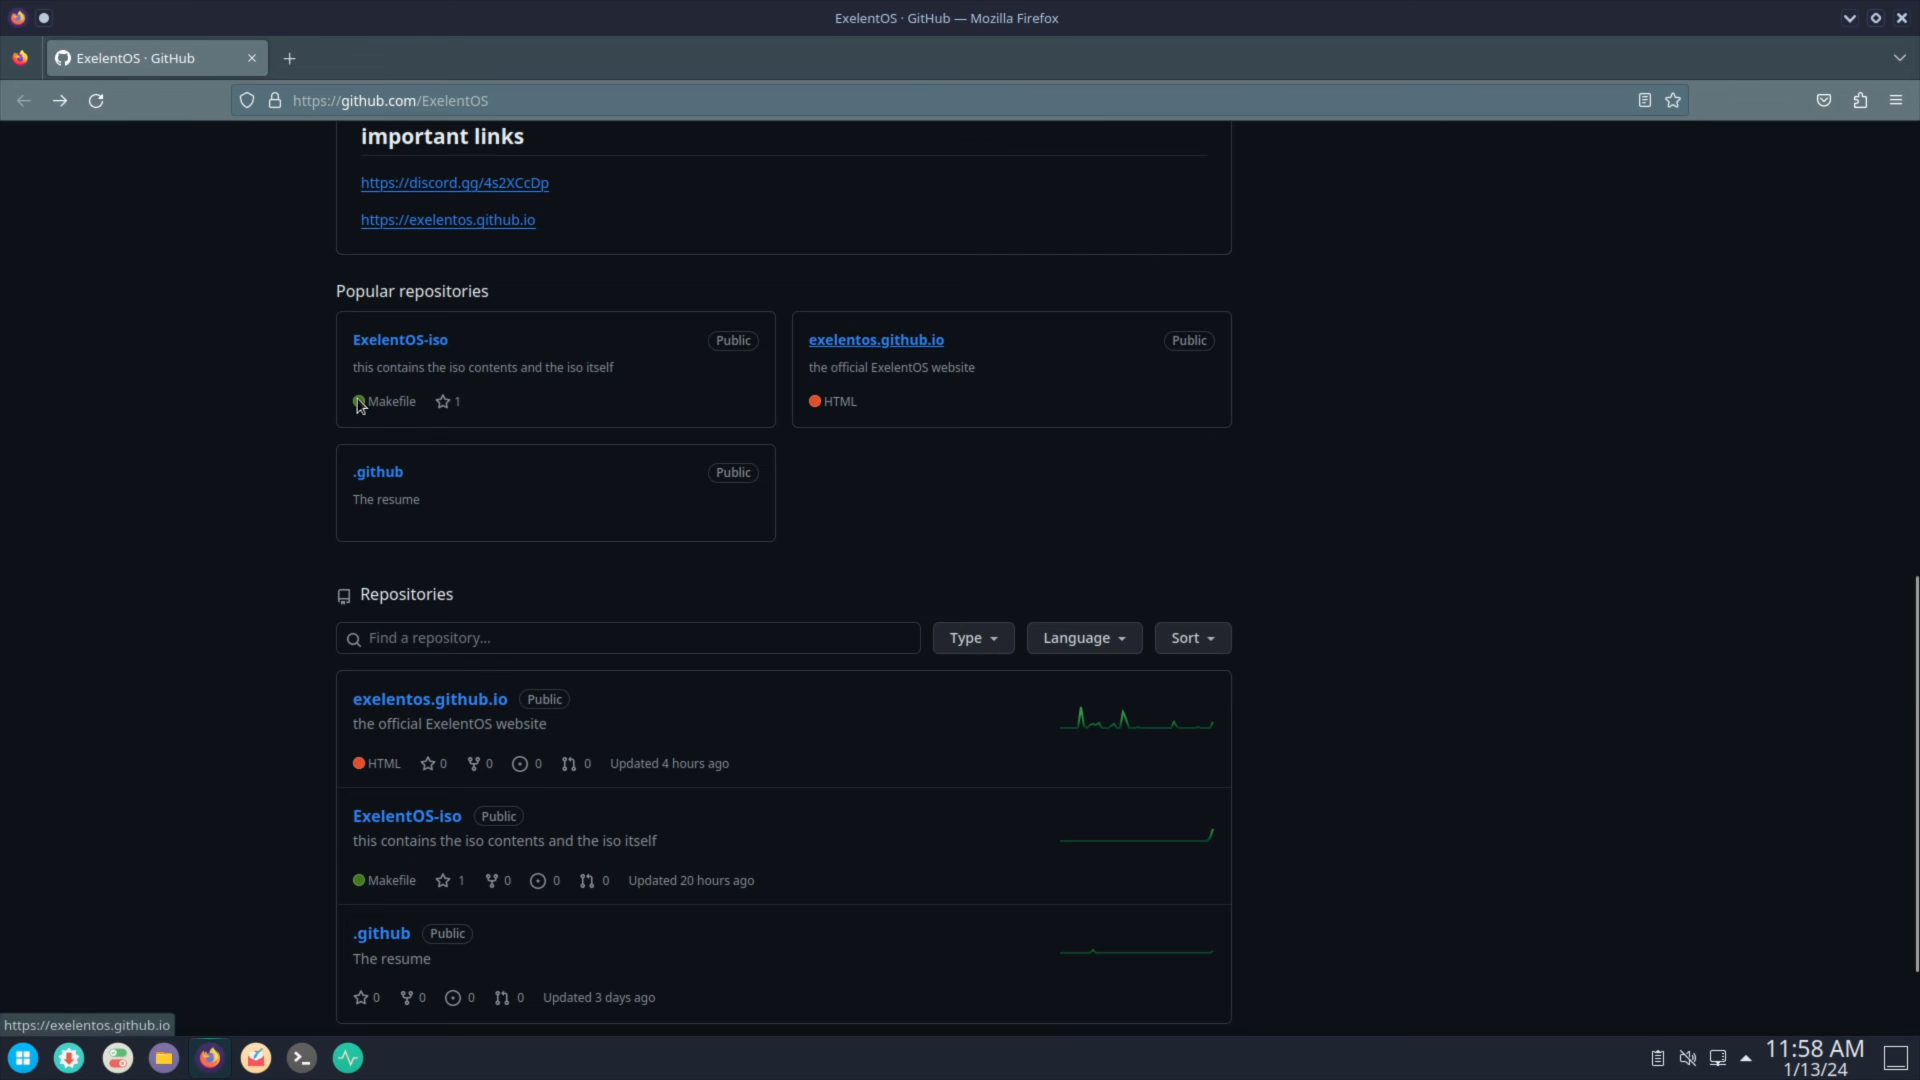 ExelentOS · GitHub — Mozilla Firefox
ExelentOS · GitHub
https://github.com/ExelentOS
important links
https://discord.gg/4s2XCcDp
https://exelentos.github.io
Popular repositories
ExelentOS-iso Public
this contains the iso contents and the iso itself
Makefile 1
exelentos.github.io Public
the official ExelentOS website
HTML
.github Public
The resume
Repositories
Find a repository...
Type Language Sort
exelentos.github.io Public
the official ExelentOS website
HTML 0 0 0 0 Updated 4 hours ago
ExelentOS-iso Public
this contains the iso contents and the iso itself
Makefile 1 0 0 0 Updated 20 hours ago
.github Public
The resume
0 0 0 0 Updated 3 days ago
https://exelentos.github.io
11:58 AM
1/13/24